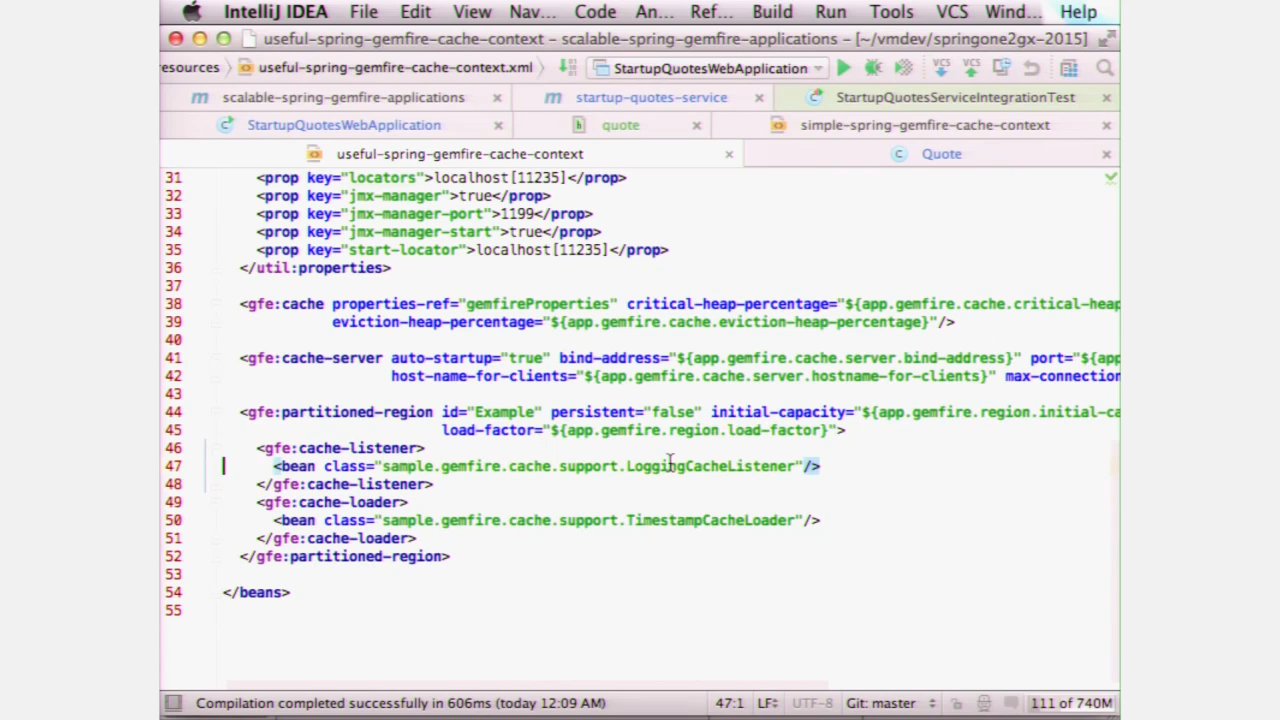 IntelliJ IDEA File Edit View Nav... Code An... Ref... Build Run Tools VCS Wind... Help
useful-spring-gemfire-cache-context – scalable-spring-gemfire-applications – [~/vmdev/springone2gx-2015]
esources useful-spring-gemfire-cache-context.xml StartupQuotesWebApplication VCS VCS
scalable-spring-gemfire-applications startup-quotes-service StartupQuotesServiceIntegrationTest
StartupQuotesWebApplication quote simple-spring-gemfire-cache-context
useful-spring-gemfire-cache-context Quote
31 <prop key="locators">localhost[11235]</prop>
32 <prop key="jmx-manager">true</prop>
33 <prop key="jmx-manager-port">1199</prop>
34 <prop key="jmx-manager-start">true</prop>
35 <prop key="start-locator">localhost[11235]</prop>
36 </util:properties>
37
38 <gfe:cache properties-ref="gemfireProperties" critical-heap-percentage="${app.gemfire.cache.critical-heap
39 eviction-heap-percentage="${app.gemfire.cache.eviction-heap-percentage}"/>
40
41 <gfe:cache-server auto-startup="true" bind-address="${app.gemfire.cache.server.bind-address}" port="${app
42 host-name-for-clients="${app.gemfire.cache.server.hostname-for-clients}" max-connection
43
44 <gfe:partitioned-region id="Example" persistent="false" initial-capacity="${app.gemfire.region.initial-ca
45 load-factor="${app.gemfire.region.load-factor}">
46 <gfe:cache-listener>
47 <bean class="sample.gemfire.cache.support.LoggingCacheListener"/>
48 </gfe:cache-listener>
49 <gfe:cache-loader>
50 <bean class="sample.gemfire.cache.support.TimestampCacheLoader"/>
51 </gfe:cache-loader>
52 </gfe:partitioned-region>
53
54 </beans>
55
Compilation completed successfully in 606ms (today 12:09 AM) 47:1 LF UTF-8 Git: master 111 of 740M